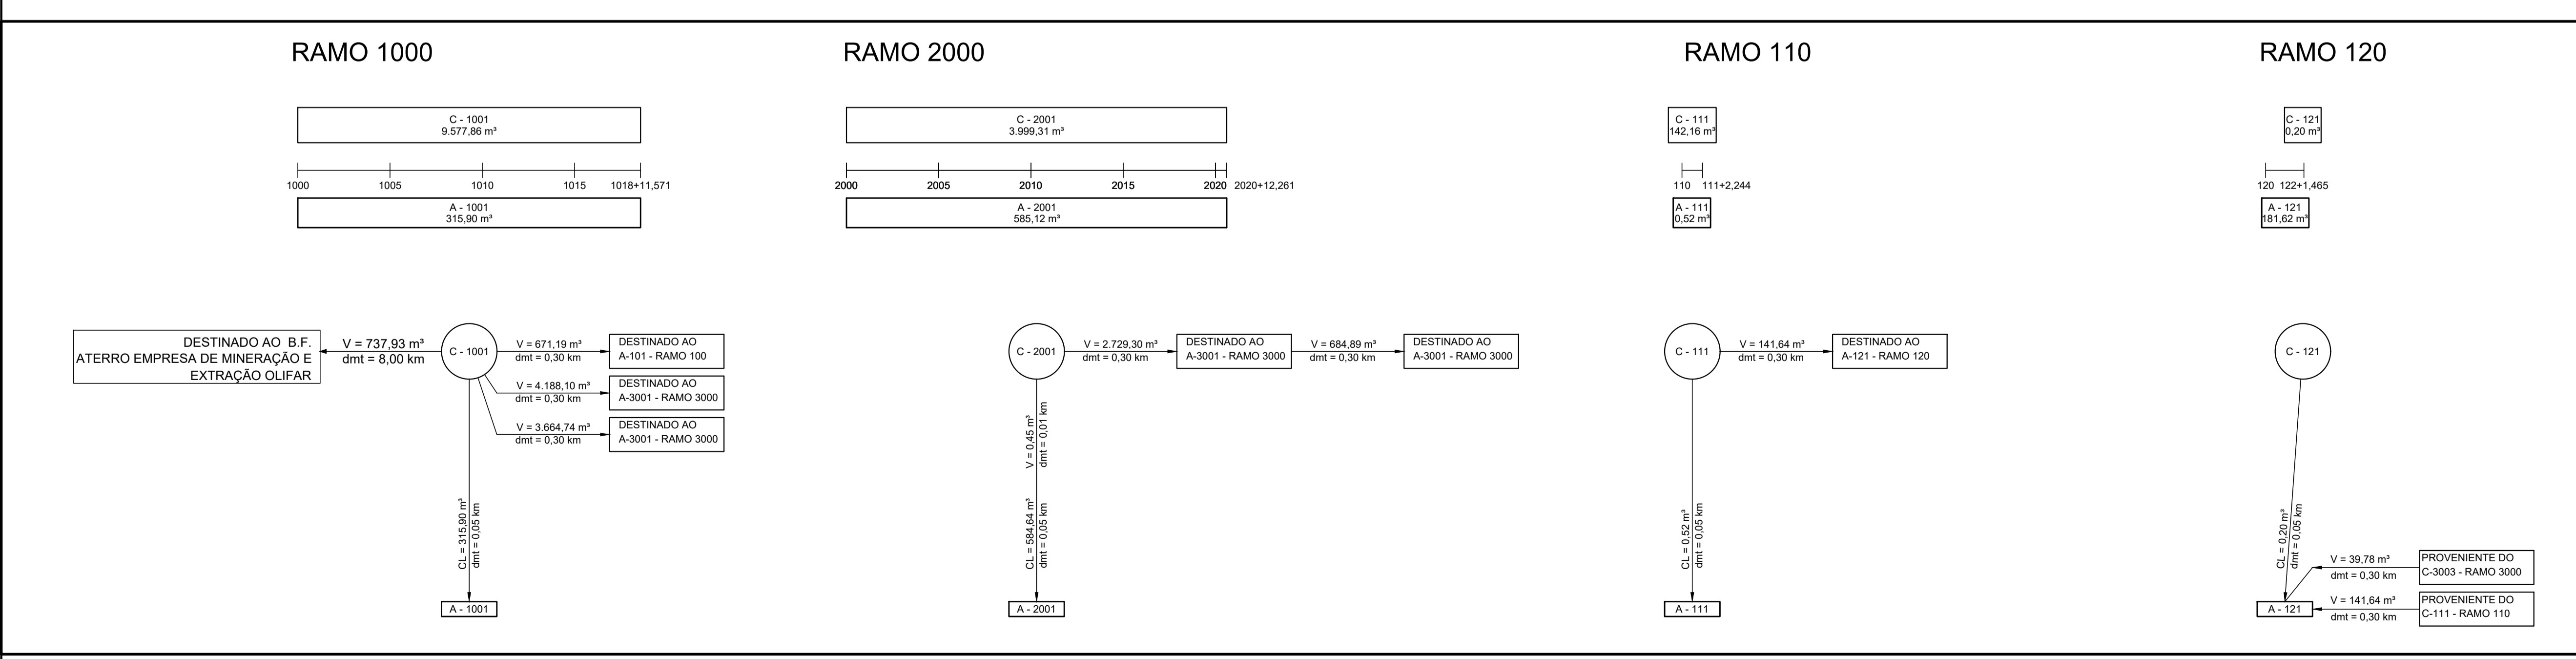 RAMO 1000
C - 1001
9.577,86 m³
1000
1005
1010
1015
1018+11,571
A - 1001
315,90 m³
DESTINADO AO B.F.
ATERRO EMPRESA DE MINERAÇÃO E
EXTRAÇÃO OLIFAR
V = 737,93 m³
dmt = 8,00 km
C - 1001
V = 671,19 m³
dmt = 0,30 km
DESTINADO AO
A-101 - RAMO 100
V = 4.188,10 m³
dmt = 0,30 km
DESTINADO AO
A-3001 - RAMO 3000
V = 3.664,74 m³
dmt = 0,30 km
DESTINADO AO
A-3001 - RAMO 3000
CL = 315,90 m³
dmt = 0,05 km
A - 1001
RAMO 2000
C - 2001
3.999,31 m³
2000
2005
2010
2015
2020
2020+12,261
A - 2001
585,12 m³
C - 2001
V = 2.729,30 m³
dmt = 0,30 km
DESTINADO AO
A-3001 - RAMO 3000
V = 684,89 m³
dmt = 0,30 km
DESTINADO AO
A-3001 - RAMO 3000
V = 0,45 m³
dmt = 0,01 km
CL = 584,64 m³
dmt = 0,05 km
A - 2001
RAMO 110
C - 111
142,16 m³
110
111+2,244
A - 111
0,52 m³
C - 111
V = 141,64 m³
dmt = 0,30 km
DESTINADO AO
A-121 - RAMO 120
CL = 0,52 m³
dmt = 0,05 km
A - 111
RAMO 120
C - 121
0,20 m³
120
122+1,465
A - 121
181,62 m³
C - 121
CL = 0,20 m³
dmt = 0,05 km
V = 39,78 m³
dmt = 0,30 km
PROVENIENTE DO
C-3003 - RAMO 3000
A - 121
V = 141,64 m³
dmt = 0,30 km
PROVENIENTE DO
C-111 - RAMO 110